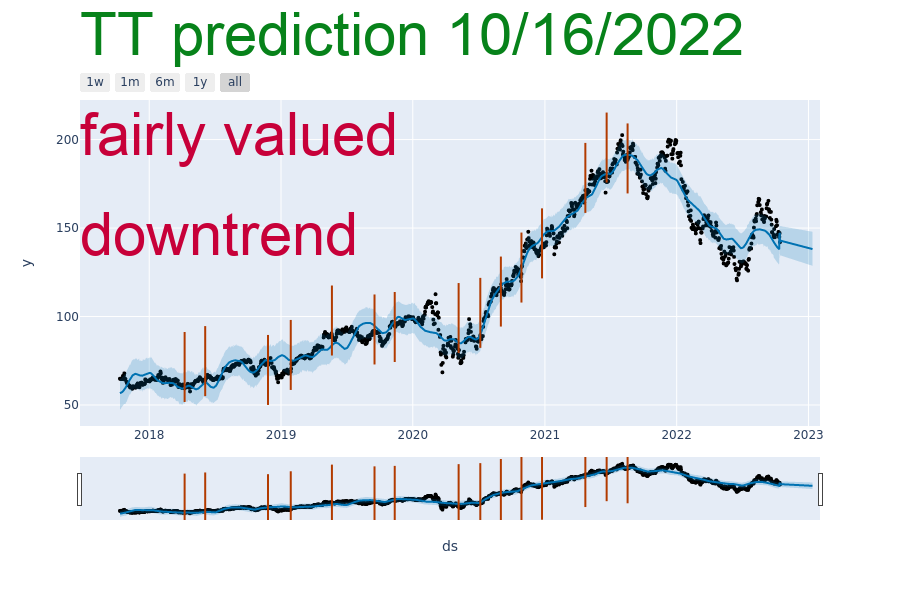 TT prediction 10/16/2022
1w 1m 6m 1y all
fairly valued
200
downtrend
150
y
100
50
2018 2019 2020 2021 2022 2023
ds